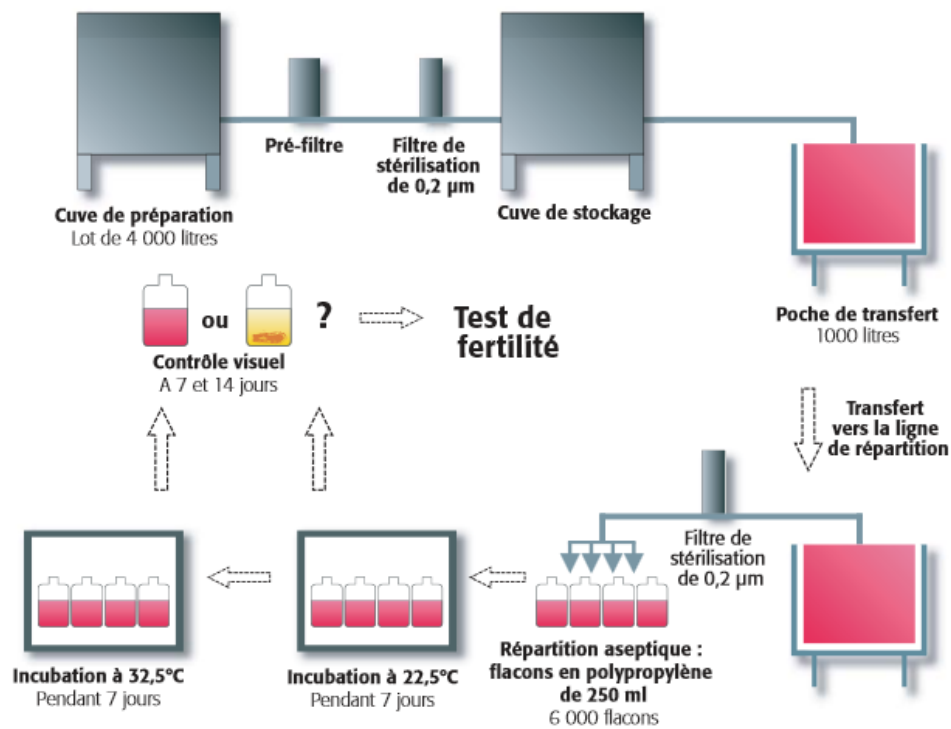 Pré-filtre
Filtre de
stérilisation
de 0,2 µm
Cuve de préparation
Lot de 4 000 litres
Cuve de stockage
Poche de transfert
1000 litres
ou
?
Contrôle visuel
A 7 et 14 jours
Test de
fertilité
Transfert
vers la ligne
de répartition
Filtre de
stérilisation
de 0,2 µm
Répartition aseptique :
flacons en polypropylène
de 250 ml
6 000 flacons
Incubation à 22,5°C
Pendant 7 jours
Incubation à 32,5°C
Pendant 7 jours